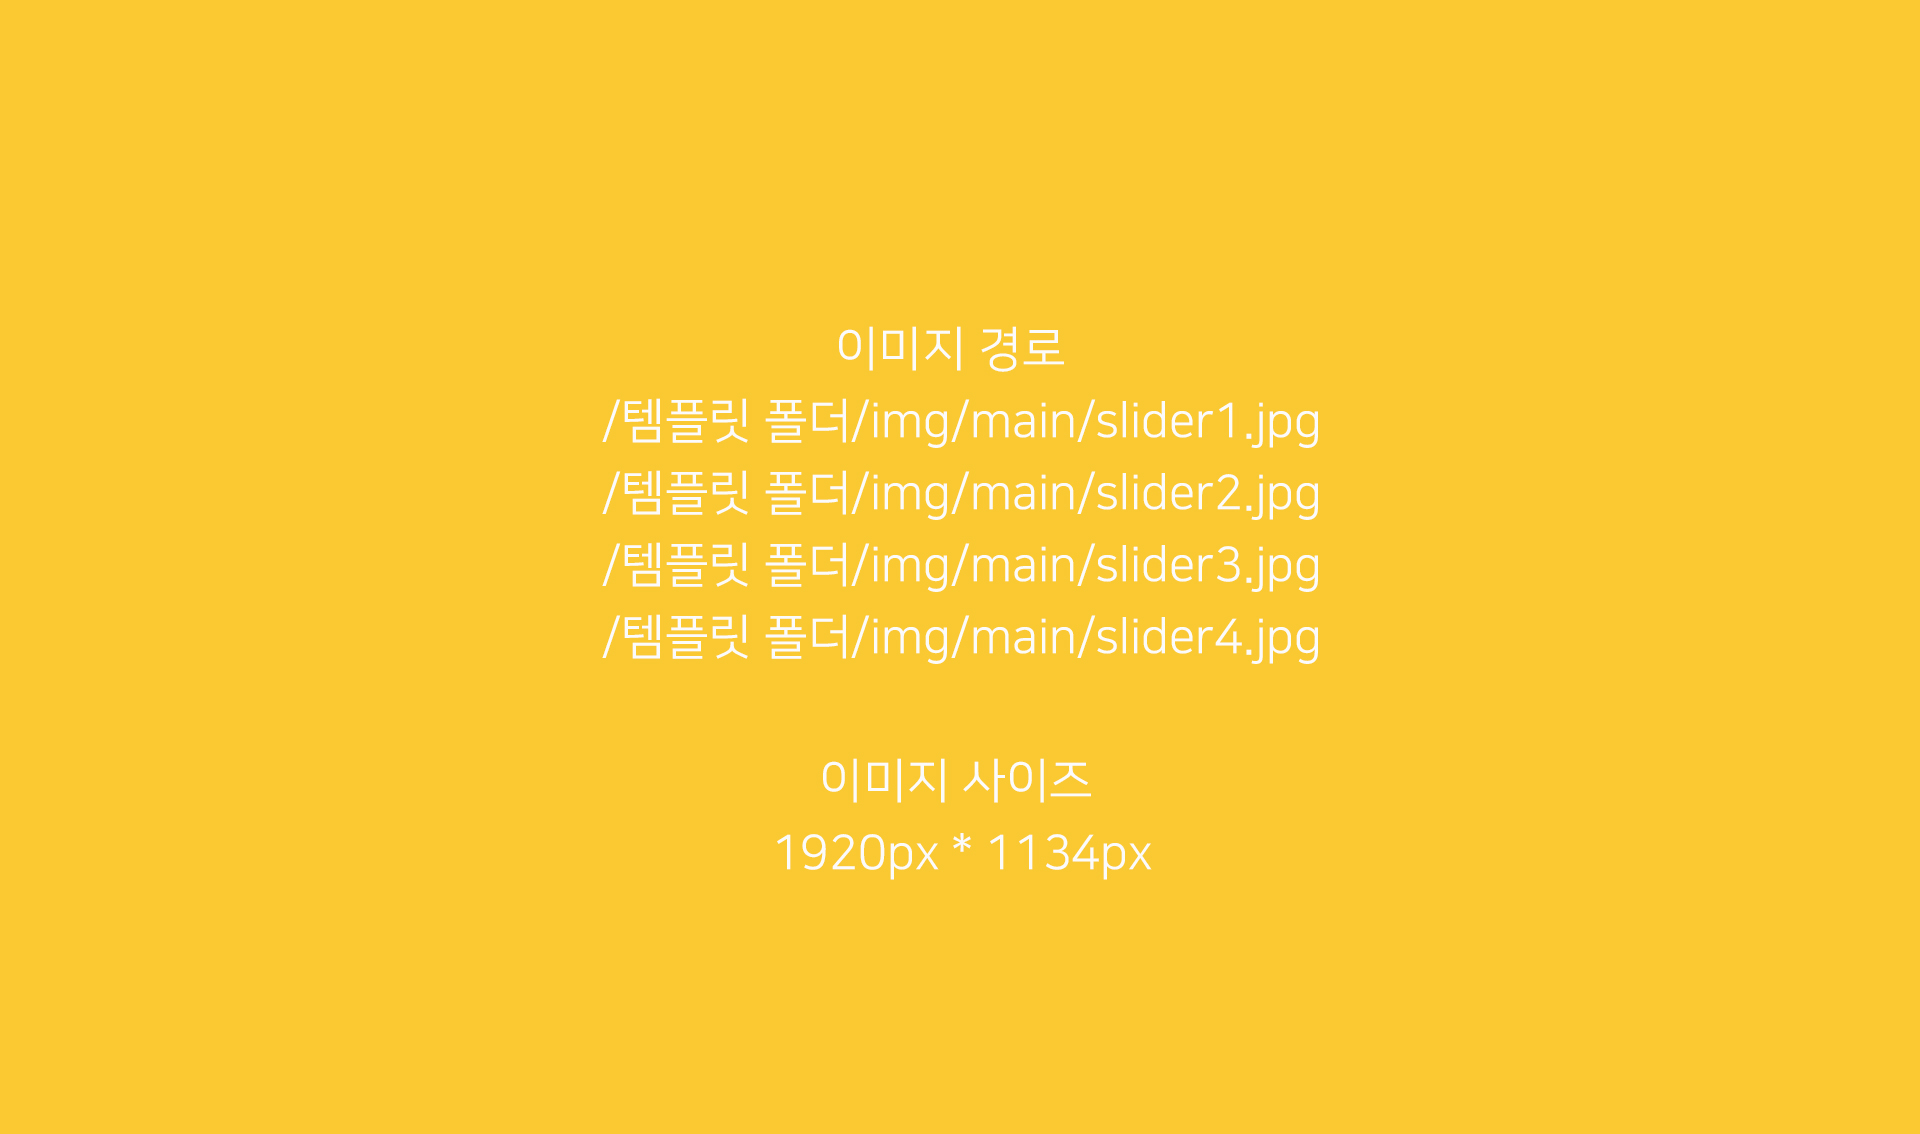 이미지 경로
/템플릿 폴더/img/main/slider1.jpg
/템플릿 폴더/img/main/slider2.jpg
/템플릿 폴더/img/main/slider3.jpg
/템플릿 폴더/img/main/slider4.jpg
이미지 사이즈
1920px * 1134px